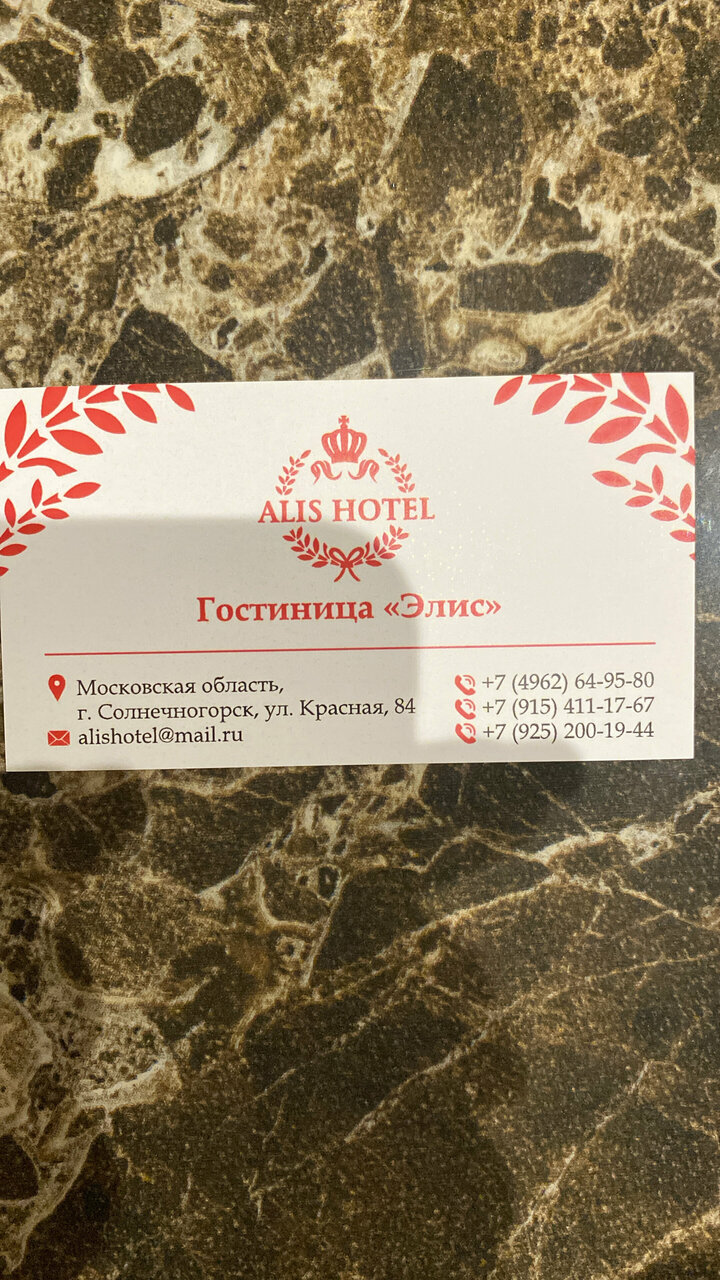 ALIS HOTEL
Гостиница «Элис»
Московская область,
г. Солнечногорск, ул. Красная, 84
alishotel@mail.ru
+7 (4962) 64-95-80
+7 (915) 411-17-67
+7 (925) 200-19-44